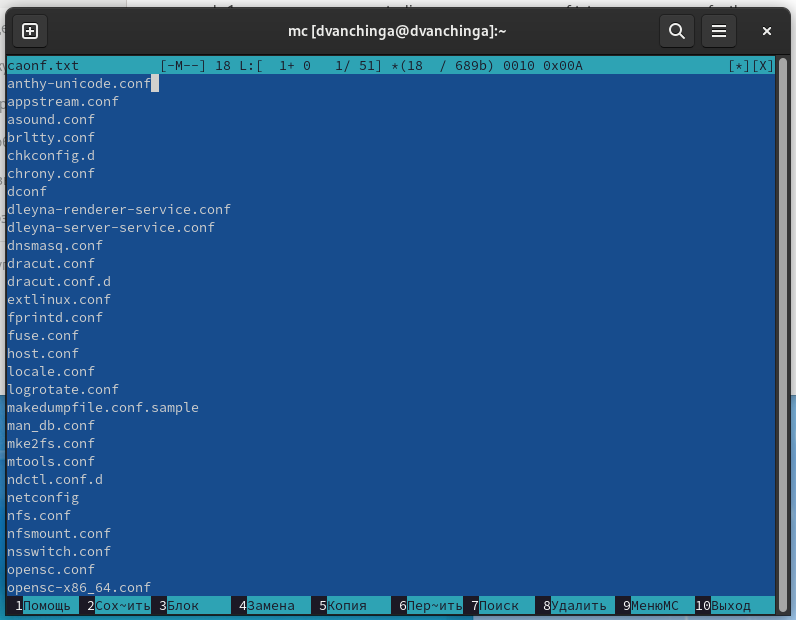 mc [dvanchinga@dvanchinga]:~
caonf.txt [-M--] 18 L:[ 1+ 0 1/ 51] *(18 / 689b) 0010 0x00A [*][X]
anthy-unicode.conf
appstream.conf
asound.conf
brltty.conf
chkconfig.d
chrony.conf
dconf
dleyna-renderer-service.conf
dleyna-server-service.conf
dnsmasq.conf
dracut.conf
dracut.conf.d
extlinux.conf
fprintd.conf
fuse.conf
host.conf
locale.conf
logrotate.conf
makedumpfile.conf.sample
man_db.conf
mke2fs.conf
mtools.conf
ndctl.conf.d
netconfig
nfs.conf
nfsmount.conf
nsswitch.conf
opensc.conf
opensc-x86_64.conf
1Помощь 2Сох~ить 3Блок 4Замена 5Копия 6Пер~ить 7Поиск 8Удалить 9МенюMC 10Выход